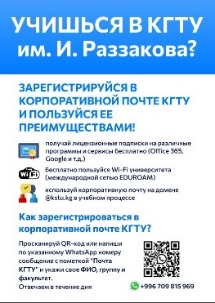 УЧИШЬСЯ В КГТУ
им. И. Раззакова?
ЗАРЕГИСТРИРУЙСЯ В
КОРПОРАТИВНОЙ ПОЧТЕ КГТУ
И ПОЛЬЗУЙСЯ ЕЕ
ПРЕИМУЩЕСТВАМИ!
получай лицензионные подписки на различные
программы и сервисы бесплатно (Office 365,
Google и т.д.)
Wi Fi
бесплатно пользуйся Wi-Fi университета
(международной сетью EDUROAM)
используй корпоративную почту на домене
@kstu.kg в учебном процессе
Как зарегистрироваться в
корпоративной почте КГТУ?
Просканируй QR-код или напиши
по указанному WhatsApp номеру
сообщение с пометкой "Почта
КГТУ" и укажи свое ФИО, группу и
факультет.
Отвечаем в течение дня
+996 709 815 969